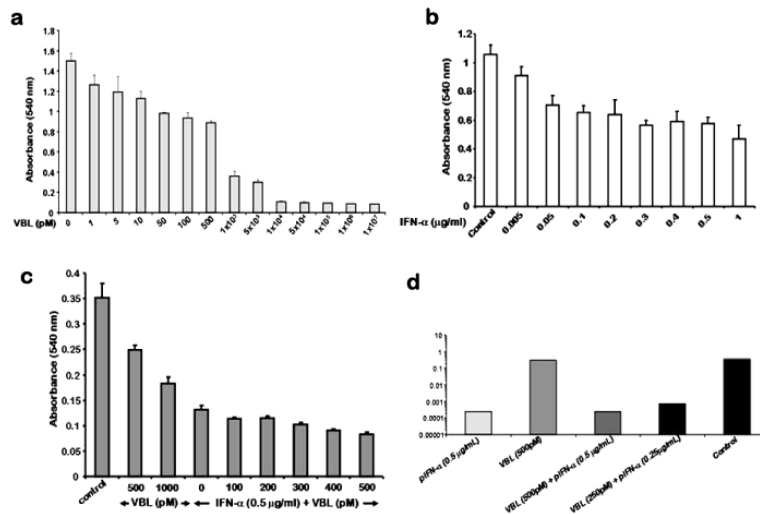 a
Absorbance (540 nm)
1.8
1.6
1.4
1.2
1
0.8
0.6
0.4
0.2
0
VBL (pM)
0 1 5 10 50 100 500 1x10³ 5x10³ 1x10⁴ 5x10⁴ 1x10⁵ 1x10⁶ 1x10⁷
b
Absorbance (540 nm)
1.2
1
0.8
0.6
0.4
0.2
0
IFN-α (μg/ml)
Control 0.005 0.05 0.1 0.2 0.3 0.4 0.5 1
c
Absorbance (540 nm)
0.4
0.35
0.3
0.25
0.2
0.15
0.1
0.05
0
control 500 1000 0 100 200 300 400 500
VBL (pM) IFN-α (0.5 μg/ml) + VBL (pM)
d
10
1
0.1
0.01
0.001
0.0001
0.00001
pIFN-α (0.5μg/mL)
VBL (500pM)
VBL (500pM) + pIFN-α (0.5μg/mL)
VBL (250pM) + pIFN-α (0.25μg/mL)
Control